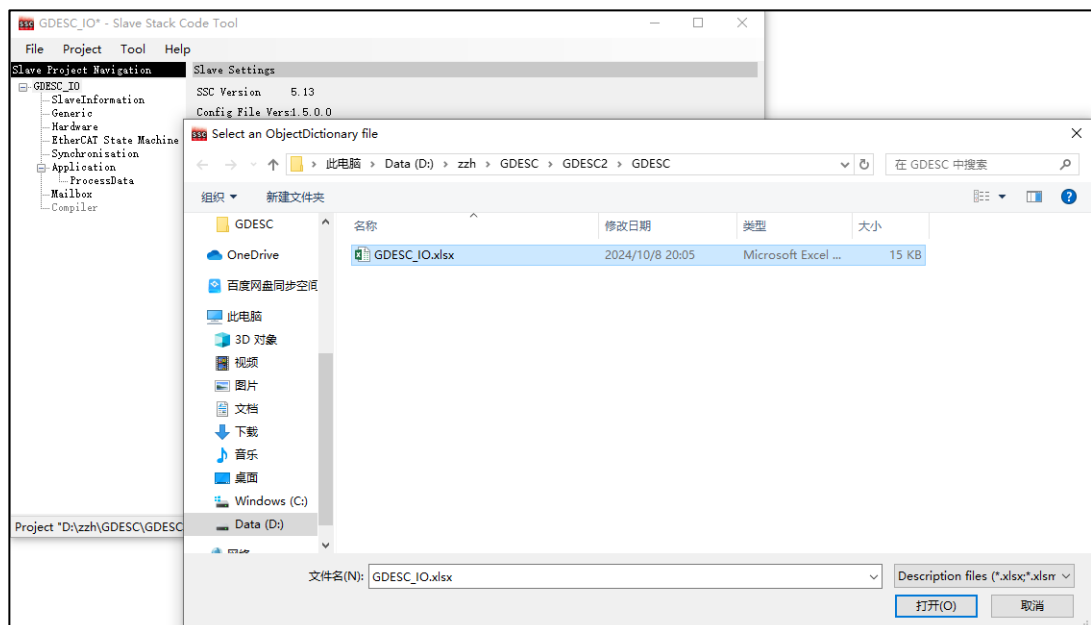 GDESC_IO* - Slave Stack Code Tool
File Project Tool Help
Slave Project Navigation
GDESC_IO
SlaveInformation
Generic
Hardware
EtherCAT State Machine
Synchronisation
Application
ProcessData
Mailbox
Compiler
Slave Settings
SSC Version 5.13
Config File Vers:1.5.0.0
Project "D:\zzh\GDESC\GDESC
Select an ObjectDictionary file
此电脑 > Data (D:) > zzh > GDESC > GDESC2 > GDESC
在 GDESC 中搜索
组织 新建文件夹
GDESC
OneDrive
百度网盘同步空间
此电脑
3D 对象
视频
图片
文档
下载
音乐
桌面
Windows (C:)
Data (D:)
名称 修改日期 类型 大小
GDESC_IO.xlsx 2024/10/8 20:05 Microsoft Excel ... 15 KB
文件名(N): GDESC_IO.xlsx
Description files (*.xlsx;*.xlsm
打开(O) 取消